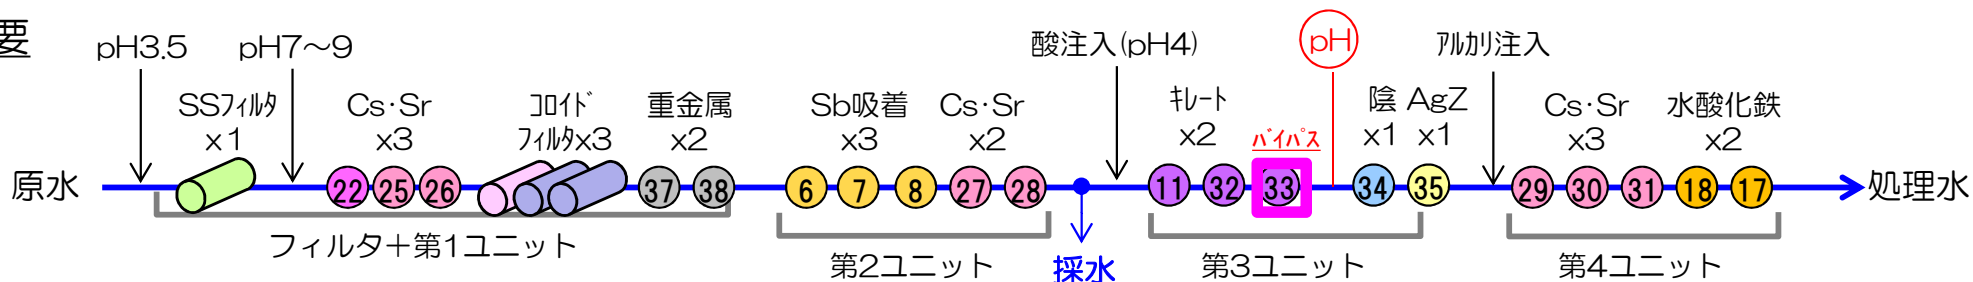 要
pH3.5
pH7～9
酸注入(pH4)
pH
ｱﾙｶﾘ注入
SSﾌｨﾙﾀ
x1
Cs·Sr
x3
ｺﾛｲﾄﾞ
ﾌｨﾙﾀx3
重金属
x2
Sb吸着
x3
Cs·Sr
x2
ｷﾚｰﾄ
x2
ﾊﾞｲﾊﾟｽ
陰
x1
AgZ
x1
Cs·Sr
x3
水酸化鉄
x2
原水
22 25 26 37 38 6 7 8 27 28 11 32 33 34 35 29 30 31 18 17
処理水
フィルタ＋第1ユニット
第2ユニット
採水
第3ユニット
第4ユニット